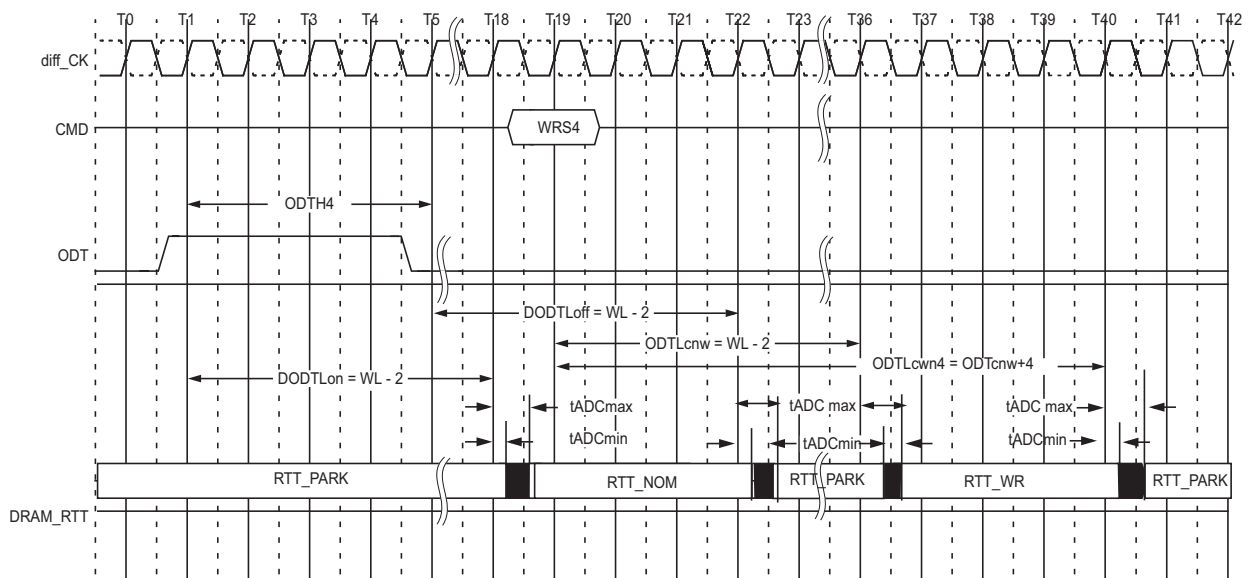 T0 T1 T2 T3 T4 T5 T18 T19 T20 T21 T22 T23 T36 T37 T38 T39 T40 T41 T42
diff_CK
CMD
WRS4
ODTH4
ODT
DODTLoff = WL - 2
ODTLcnw = WL - 2
ODTLcwn4 = ODTcnw+4
DODTLon = WL - 2
tADCmax
tADC max
tADC max
tADCmin
tADCmin
tADCmin
RTT_PARK
RTT_NOM
RTT_PARK
RTT_WR
RTT_PARK
DRAM_RTT